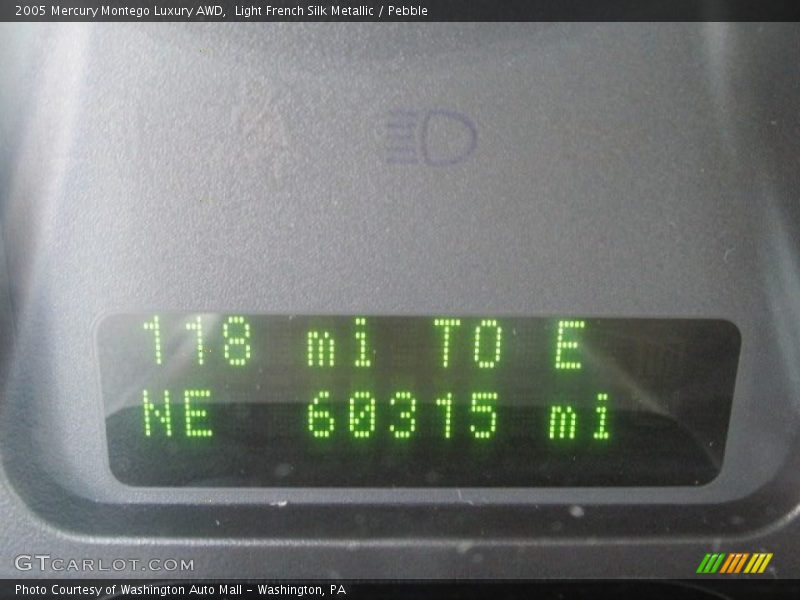 2005 Mercury Montego Luxury AWD,  Light French Silk Metallic / Pebble
118 mi TO E
NE 60315 mi
GTCARLOT.COM
Photo Courtesy of Washington Auto Mall - Washington, PA